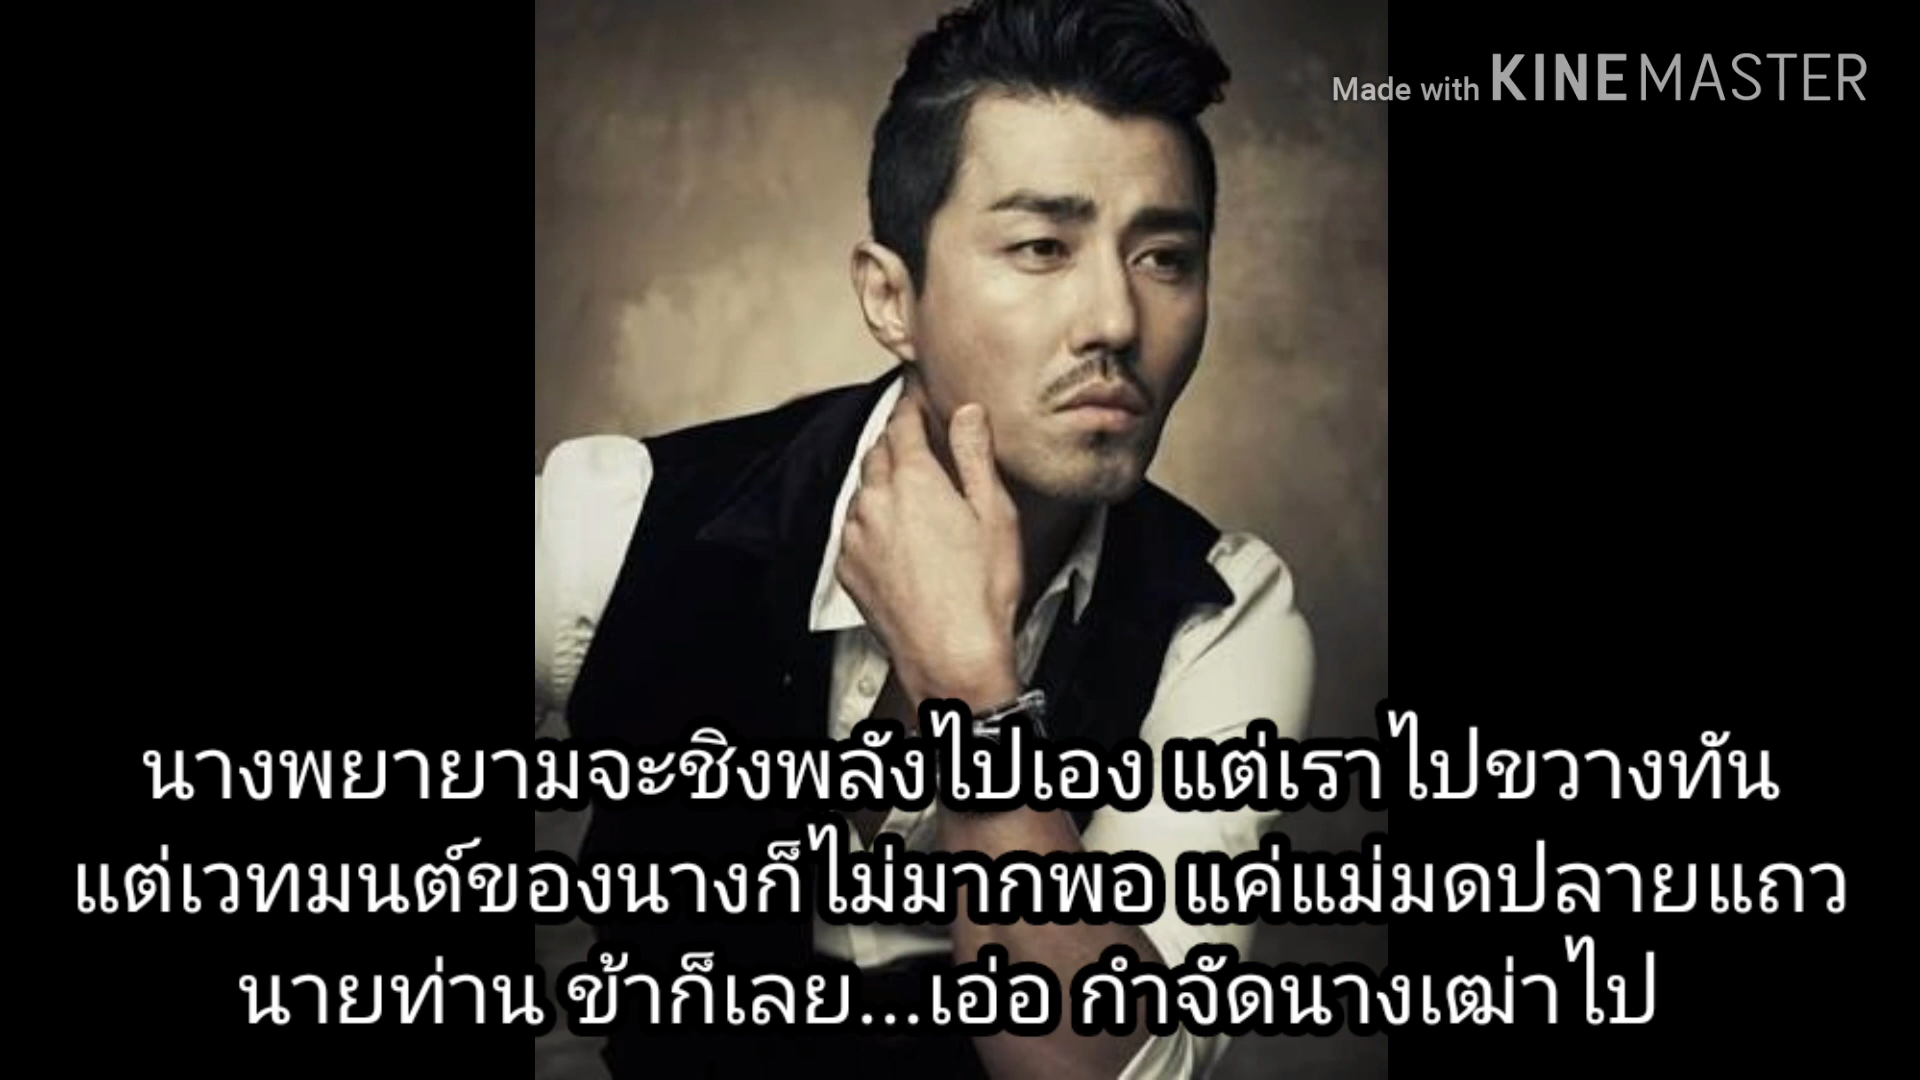 Made with KINEMASTER
นางพยายามจะชิงพลังไปเอง แต่เราไปขวางทัน
แต่เวทมนต์ของนางก็ไม่มากพอ แค่แม่มดปลายแถว
นายท่าน ข้าก็เลย...เอ่อ กำจัดนางเฒ่าไป